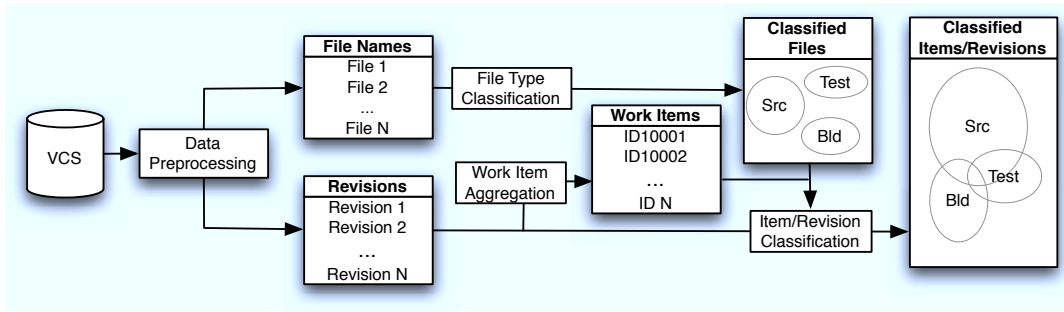 VCS
Data
Preprocessing
File Names
File 1
File 2
...
File N
Revisions
Revision 1
Revision 2
...
Revision N
File Type
Classification
Work Item
Aggregation
Work Items
ID10001
ID10002
...
ID N
Classified
Files
Src
Test
Bld
Item/Revision
Classification
Classified
Items/Revisions
Src
Test
Bld